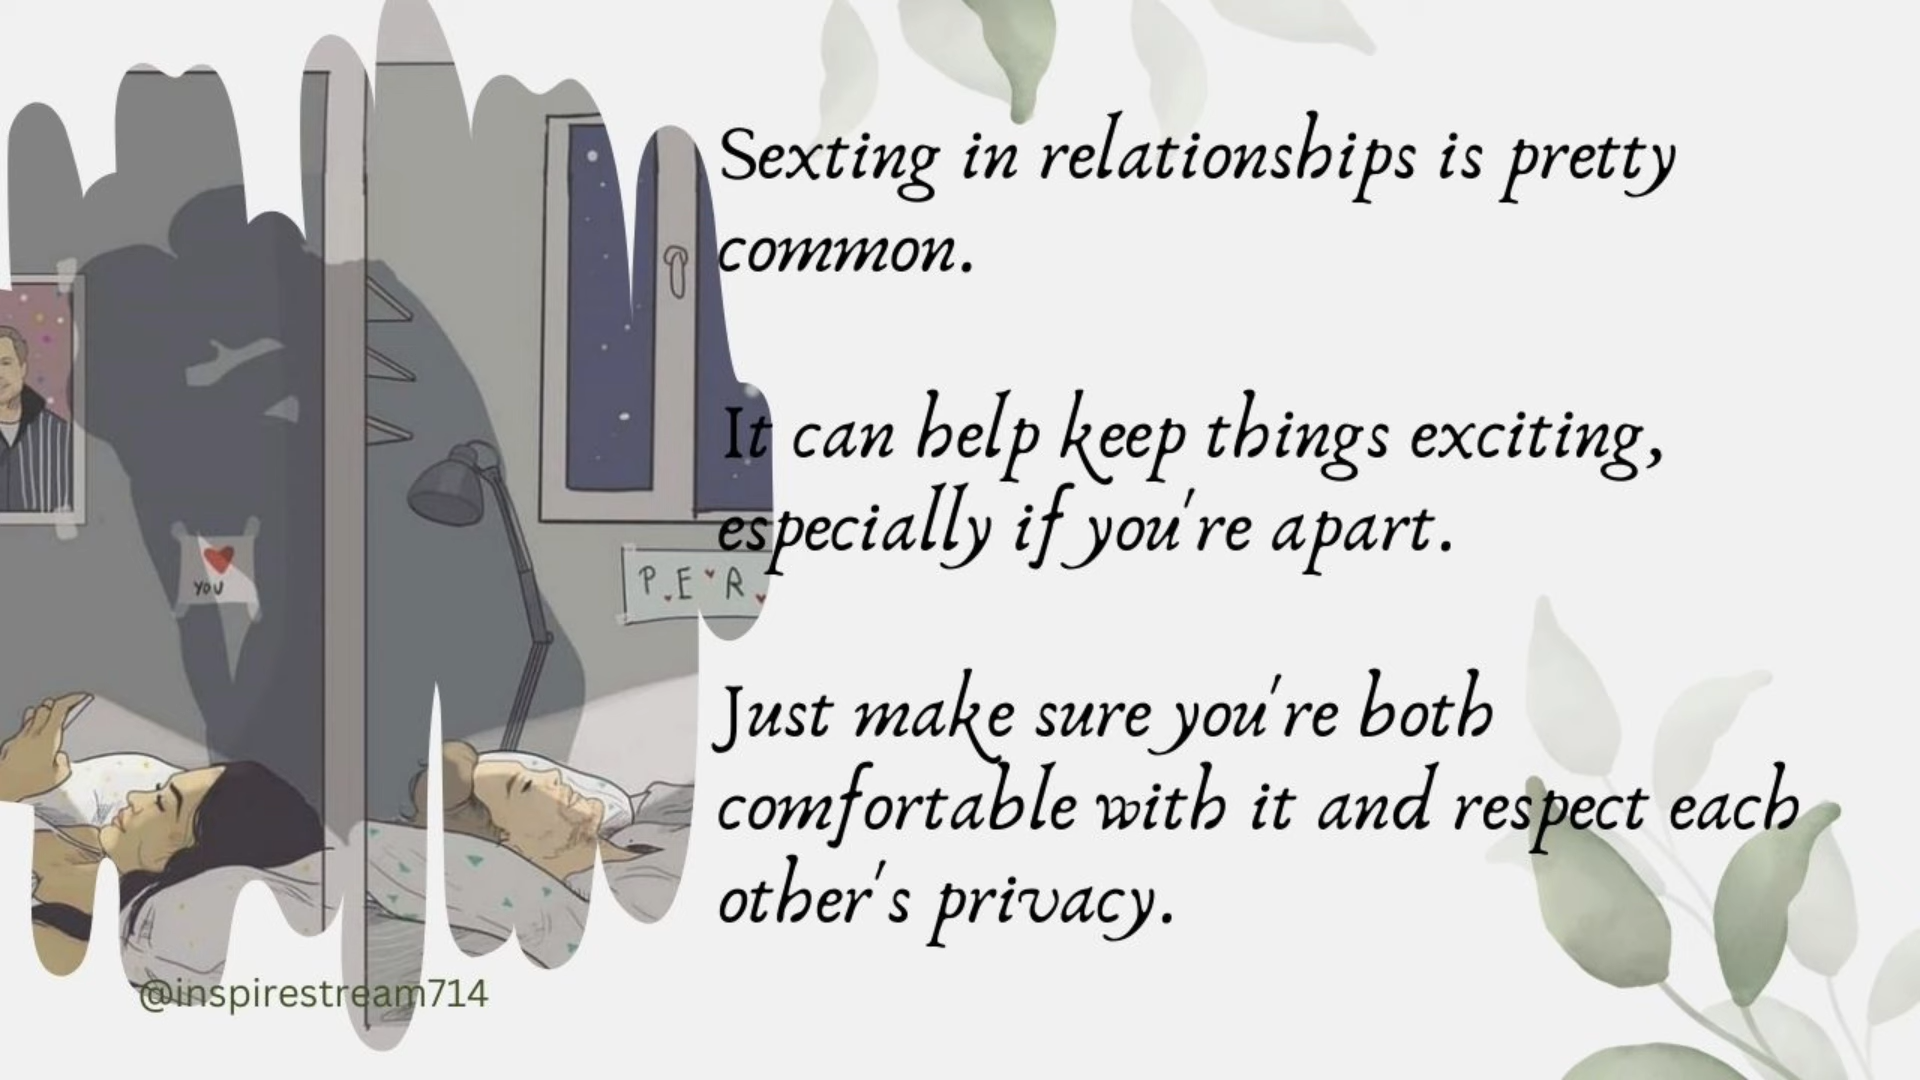 Sexting in relationships is pretty
common.
It can help keep things exciting,
especially if you're apart.
Just make sure you're both
comfortable with it and respect each
other's privacy.
YOU
P.E♥R.
@inspirestream714